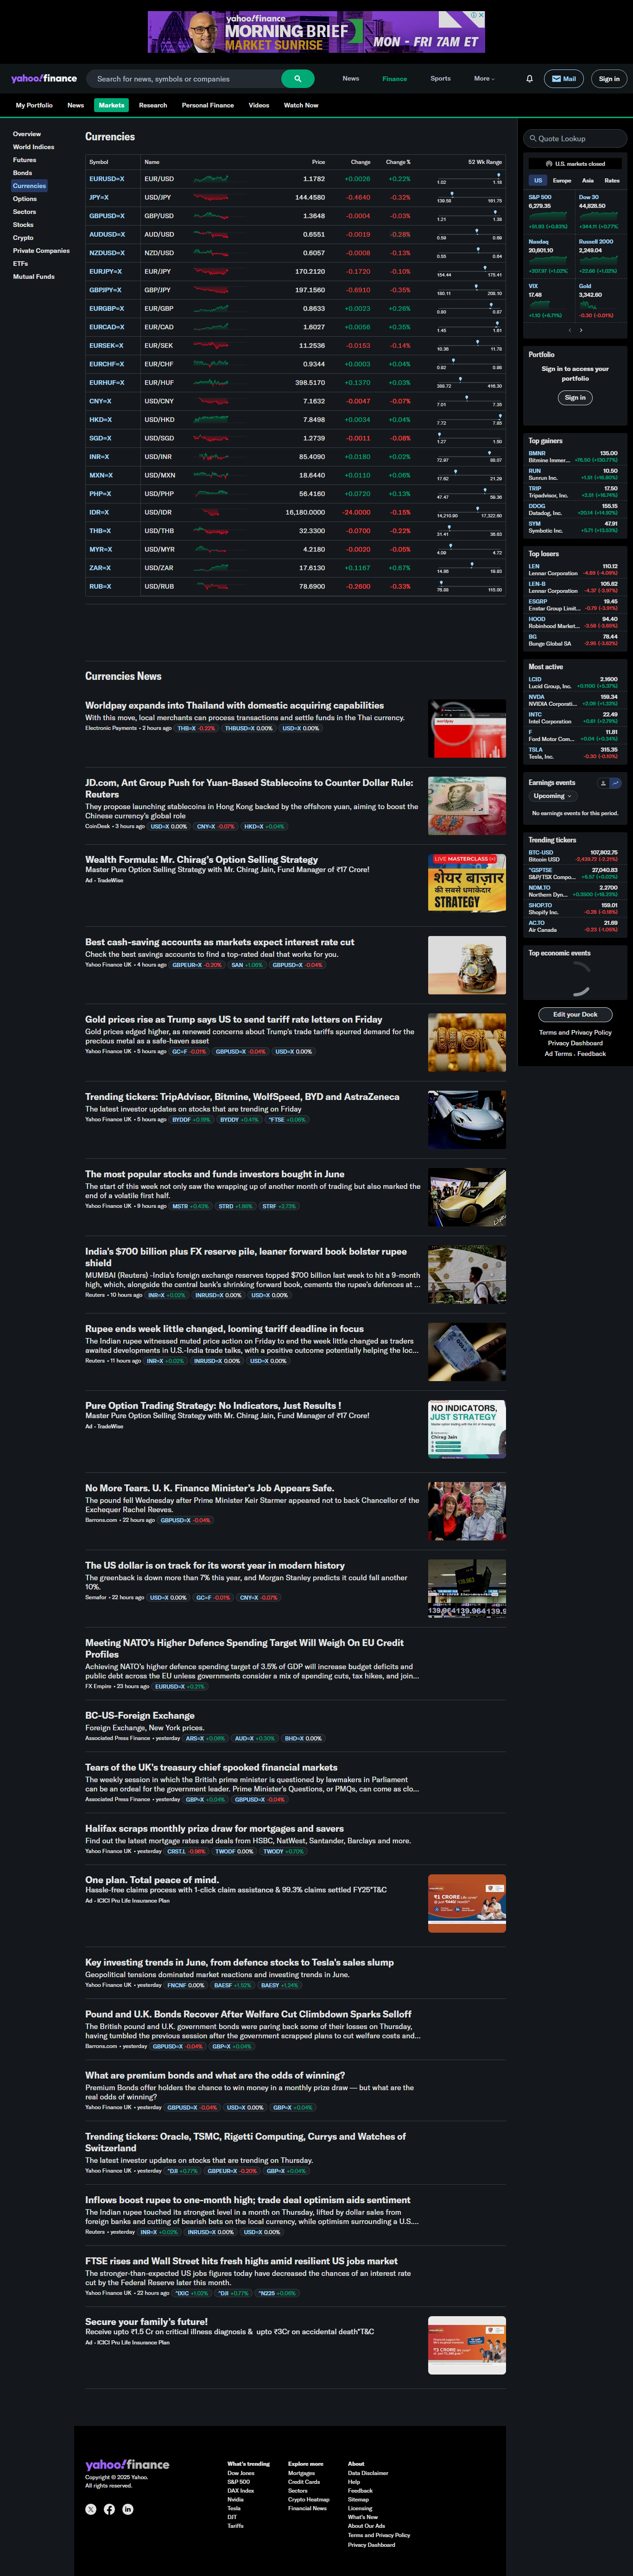 yahoo!finance
MORNING BRIEF
MARKET SUNRISE
MON - FRI 7AM ET
yahoo!finance
Search for news, symbols or companies
News
Finance
Sports
More
Mail
Sign in
My Portfolio
News
Markets
Research
Personal Finance
Videos
Watch Now
Overview
World Indices
Futures
Bonds
Currencies
Options
Sectors
Stocks
Crypto
Private Companies
ETFs
Mutual Funds
Currencies
Symbol Name Price Change Change % 52 Wk Range
EURUSD=X EUR/USD 1.1782 +0.0026 +0.22% 1.02 1.18
JPY=X USD/JPY 144.4580 -0.4640 -0.32% 139.58 161.75
GBPUSD=X GBP/USD 1.3648 -0.0004 -0.03% 1.21 1.38
AUDUSD=X AUD/USD 0.6551 -0.0019 -0.28% 0.59 0.69
NZDUSD=X NZD/USD 0.6057 -0.0008 -0.13% 0.55 0.64
EURJPY=X EUR/JPY 170.2120 -0.1720 -0.10% 154.44 175.41
GBPJPY=X GBP/JPY 197.1560 -0.6910 -0.35% 180.11 208.10
EURGBP=X EUR/GBP 0.8633 +0.0023 +0.26% 0.80 0.87
EURCAD=X EUR/CAD 1.6027 +0.0056 +0.35% 1.45 1.61
EURSEK=X EUR/SEK 11.2536 -0.0153 -0.14% 10.36 11.78
EURCHF=X EUR/CHF 0.9344 +0.0003 +0.04% 0.92 0.98
EURHUF=X EUR/HUF 398.5170 +0.1370 +0.03% 388.72 416.30
CNY=X USD/CNY 7.1632 -0.0047 -0.07% 7.01 7.35
HKD=X USD/HKD 7.8498 +0.0034 +0.04% 7.72 7.85
SGD=X USD/SGD 1.2739 -0.0011 -0.08% 1.27 1.50
INR=X USD/INR 85.4090 +0.0180 +0.02% 72.97 88.07
MXN=X USD/MXN 18.6440 +0.0110 +0.06% 17.62 21.29
PHP=X USD/PHP 56.4160 +0.0720 +0.13% 47.47 59.36
IDR=X USD/IDR 16,180.0000 -24.0000 -0.15% 14,210.00 17,322.60
THB=X USD/THB 32.3300 -0.0700 -0.22% 31.41 36.63
MYR=X USD/MYR 4.2180 -0.0020 -0.05% 4.09 4.72
ZAR=X USD/ZAR 17.6130 +0.1167 +0.67% 14.96 19.63
RUB=X USD/RUB 78.6900 -0.2600 -0.33% 76.98 115.00
Currencies News
Worldpay expands into Thailand with domestic acquiring capabilities
With this move, local merchants can process transactions and settle funds in the Thai currency.
Electronic Payments • 2 hours ago THB=X -0.22% THBUSD=X 0.00% USD=X 0.00%
JD.com, Ant Group Push for Yuan-Based Stablecoins to Counter Dollar Rule:
Reuters
They propose launching stablecoins in Hong Kong backed by the offshore yuan, aiming to boost the
Chinese currency's global role
CoinDesk • 3 hours ago USD=X 0.00% CNY=X -0.07% HKD=X +0.04%
Wealth Formula: Mr. Chirag's Option Selling Strategy
Master Pure Option Selling Strategy with Mr. Chirag Jain, Fund Manager of ₹17 Crore!
Ad • TradeWise
LIVE MASTERCLASS
शेयर बाज़ार
की सबसे धमाकेदार
STRATEGY
Best cash-saving accounts as markets expect interest rate cut
Check the best savings accounts to find a top-rated deal that works for you.
Yahoo Finance UK • 4 hours ago GBPEUR=X -0.20% SAN +1.09% GBPUSD=X -0.04%
Gold prices rise as Trump says US to send tariff rate letters on Friday
Gold prices edged higher, as renewed concerns about Trump's trade tariffs spurred demand for the
precious metal as a safe-haven asset
Yahoo Finance UK • 5 hours ago GC=F -0.01% GBPUSD=X -0.04% USD=X 0.00%
Trending tickers: TripAdvisor, Bitmine, WolfSpeed, BYD and AstraZeneca
The latest investor updates on stocks that are trending on Friday
Yahoo Finance UK • 5 hours ago BYDDF +0.19% BYDDY +0.41% ^FTSE +0.06%
The most popular stocks and funds investors bought in June
The start of this week not only saw the wrapping up of another month of trading but also marked the
end of a volatile first half.
Yahoo Finance UK • 9 hours ago MSTR +0.43% STRD +1.86% STRF +2.73%
India's $700 billion plus FX reserve pile, leaner forward book bolster rupee
shield
MUMBAI (Reuters) -India's foreign exchange reserves topped $700 billion last week to hit a 9-month
high, which, alongside the central bank's shrinking forward book, cements the rupee's defences at ...
Reuters • 10 hours ago INR=X +0.02% INRUSD=X 0.00% USD=X 0.00%
Rupee ends week little changed, looming tariff deadline in focus
The Indian rupee witnessed muted price action on Friday to end the week little changed as traders
awaited developments in U.S.-India trade talks, with a positive outcome potentially helping the loc...
Reuters • 11 hours ago INR=X +0.02% INRUSD=X 0.00% USD=X 0.00%
Pure Option Trading Strategy: No Indicators, Just Results !
Master Pure Option Selling Strategy with Mr. Chirag Jain, Fund Manager of ₹17 Crore!
Ad • TradeWise
NO INDICATORS,
JUST STRATEGY
Chirag Jain
No More Tears. U. K. Finance Minister's Job Appears Safe.
The pound fell Wednesday after Prime Minister Keir Starmer appeared not to back Chancellor of the
Exchequer Rachel Reeves.
Barrons.com • 22 hours ago GBPUSD=X -0.04%
The US dollar is on track for its worst year in modern history
The greenback is down more than 7% this year, and Morgan Stanley predicts it could fall another
10%.
Semafor • 22 hours ago USD=X 0.00% GC=F -0.01% CNY=X -0.07%
Meeting NATO's Higher Defence Spending Target Will Weigh On EU Credit
Profiles
Achieving NATO's higher defence spending target of 3.5% of GDP will increase budget deficits and
public debt across the EU unless governments consider a mix of spending cuts, tax hikes, and join...
FX Empire • 23 hours ago EURUSD=X +0.21%
BC-US-Foreign Exchange
Foreign Exchange, New York prices.
Associated Press Finance • yesterday ARS=X +0.09% AUD=X +0.30% BHD=X 0.00%
Tears of the UK's treasury chief spooked financial markets
The weekly session in which the British prime minister is questioned by lawmakers in Parliament
can be an ordeal for the government leader. Prime Minister's Questions, or PMQs, can come as clo...
Associated Press Finance • yesterday GBP=X +0.04% GBPUSD=X -0.04%
Halifax scraps monthly prize draw for mortgages and savers
Find out the latest mortgage rates and deals from HSBC, NatWest, Santander, Barclays and more.
Yahoo Finance UK • yesterday CRST.L -0.98% TWODF 0.00% TWODY +0.70%
One plan. Total peace of mind.
Hassle-free claims process with 1-click claim assistance & 99.3% claims settled FY25*T&C
Ad • ICICI Pru Life Insurance Plan
₹1 CRORE
Key investing trends in June, from defence stocks to Tesla's sales slump
Geopolitical tensions dominated market reactions and investing trends in June.
Yahoo Finance UK • yesterday FNCNF 0.00% BAESF +1.52% BAESY +1.24%
Pound and U.K. Bonds Recover After Welfare Cut Climbdown Sparks Selloff
The British pound and U.K. government bonds were paring back some of their losses on Thursday,
having tumbled the previous session after the government scrapped plans to cut welfare costs and...
Barrons.com • yesterday GBPUSD=X -0.04% GBP=X +0.04%
What are premium bonds and what are the odds of winning?
Premium Bonds offer holders the chance to win money in a monthly prize draw — but what are the
real odds of winning?
Yahoo Finance UK • yesterday GBPUSD=X -0.04% USD=X 0.00% GBP=X +0.04%
Trending tickers: Oracle, TSMC, Rigetti Computing, Currys and Watches of
Switzerland
The latest investor updates on stocks that are trending on Thursday.
Yahoo Finance UK • yesterday ^DJI +0.77% GBPEUR=X -0.20% GBP=X +0.04%
Inflows boost rupee to one-month high; trade deal optimism aids sentiment
The Indian rupee touched its strongest level in a month on Thursday, lifted by dollar sales from
foreign banks and cutting of bearish bets on the local currency, while optimism surrounding a U.S....
Reuters • yesterday INR=X +0.02% INRUSD=X 0.00% USD=X 0.00%
FTSE rises and Wall Street hits fresh highs amid resilient US jobs market
The stronger-than-expected US jobs figures today have decreased the chances of an interest rate
cut by the Federal Reserve later this month.
Yahoo Finance UK • 22 hours ago ^IXIC +1.02% ^DJI +0.77% ^N225 +0.06%
Secure your family's future!
Receive upto ₹1.5 Cr on critical illness diagnosis & upto ₹3Cr on accidental death*T&C
Ad • ICICI Pru Life Insurance Plan
₹3 CRORE
Quote Lookup
U.S. markets closed
US Europe Asia Rates
S&P 500
6,279.35
+51.93 (+0.83%)
Dow 30
44,828.50
+344.11 (+0.77%)
Nasdaq
20,601.10
+207.97 (+1.02%)
Russell 2000
2,249.04
+22.66 (+1.02%)
VIX
17.48
+1.10 (+6.71%)
Gold
3,342.60
-0.30 (-0.01%)
Portfolio
Sign in to access your
portfolio
Sign in
Top gainers
BMNR 135.00
Bitmine Immer... +76.50 (+130.77%)
RUN 10.50
Sunrun Inc. +1.51 (+16.80%)
TRIP 17.50
Tripadvisor, Inc. +2.51 (+16.74%)
DDOG 155.15
Datadog, Inc. +20.14 (+14.92%)
SYM 47.91
Symbotic Inc. +5.71 (+13.53%)
Top losers
LEN 110.12
Lennar Corporation -4.69 (-4.08%)
LEN-B 105.82
Lennar Corporation -4.37 (-3.97%)
ESGRP 19.45
Enstar Group Limit... -0.79 (-3.91%)
HOOD 94.40
Robinhood Market... -3.58 (-3.65%)
BG 78.44
Bunge Global SA -2.95 (-3.62%)
Most active
LCID 2.1600
Lucid Group, Inc. +0.1100 (+5.37%)
NVDA 159.34
NVIDIA Corporati... +2.09 (+1.33%)
INTC 22.49
Intel Corporation +0.61 (+2.79%)
F 11.81
Ford Motor Com... +0.04 (+0.34%)
TSLA 315.35
Tesla, Inc. -0.30 (-0.10%)
Earnings events
Upcoming
No earnings events for this period.
Trending tickers
BTC-USD 107,802.75
Bitcoin USD -2,439.72 (-2.21%)
^GSPTSE 27,040.83
S&P/TSX Compo... +6.57 (+0.02%)
NDM.TO 2.2700
Northern Dyn... +0.3500 (+18.23%)
SHOP.TO 159.01
Shopify Inc. -0.28 (-0.18%)
AC.TO 21.69
Air Canada -0.23 (-1.05%)
Top economic events
Edit your Dock
Terms and Privacy Policy
Privacy Dashboard
Ad Terms • Feedback
yahoo!finance
Copyright © 2025 Yahoo.
All rights reserved.
What's trending
Dow Jones
S&P 500
DAX Index
Nvidia
Tesla
DJT
Tariffs
Explore more
Mortgages
Credit Cards
Sectors
Crypto Heatmap
Financial News
About
Data Disclaimer
Help
Feedback
Sitemap
Licensing
What's New
About Our Ads
Terms and Privacy Policy
Privacy Dashboard